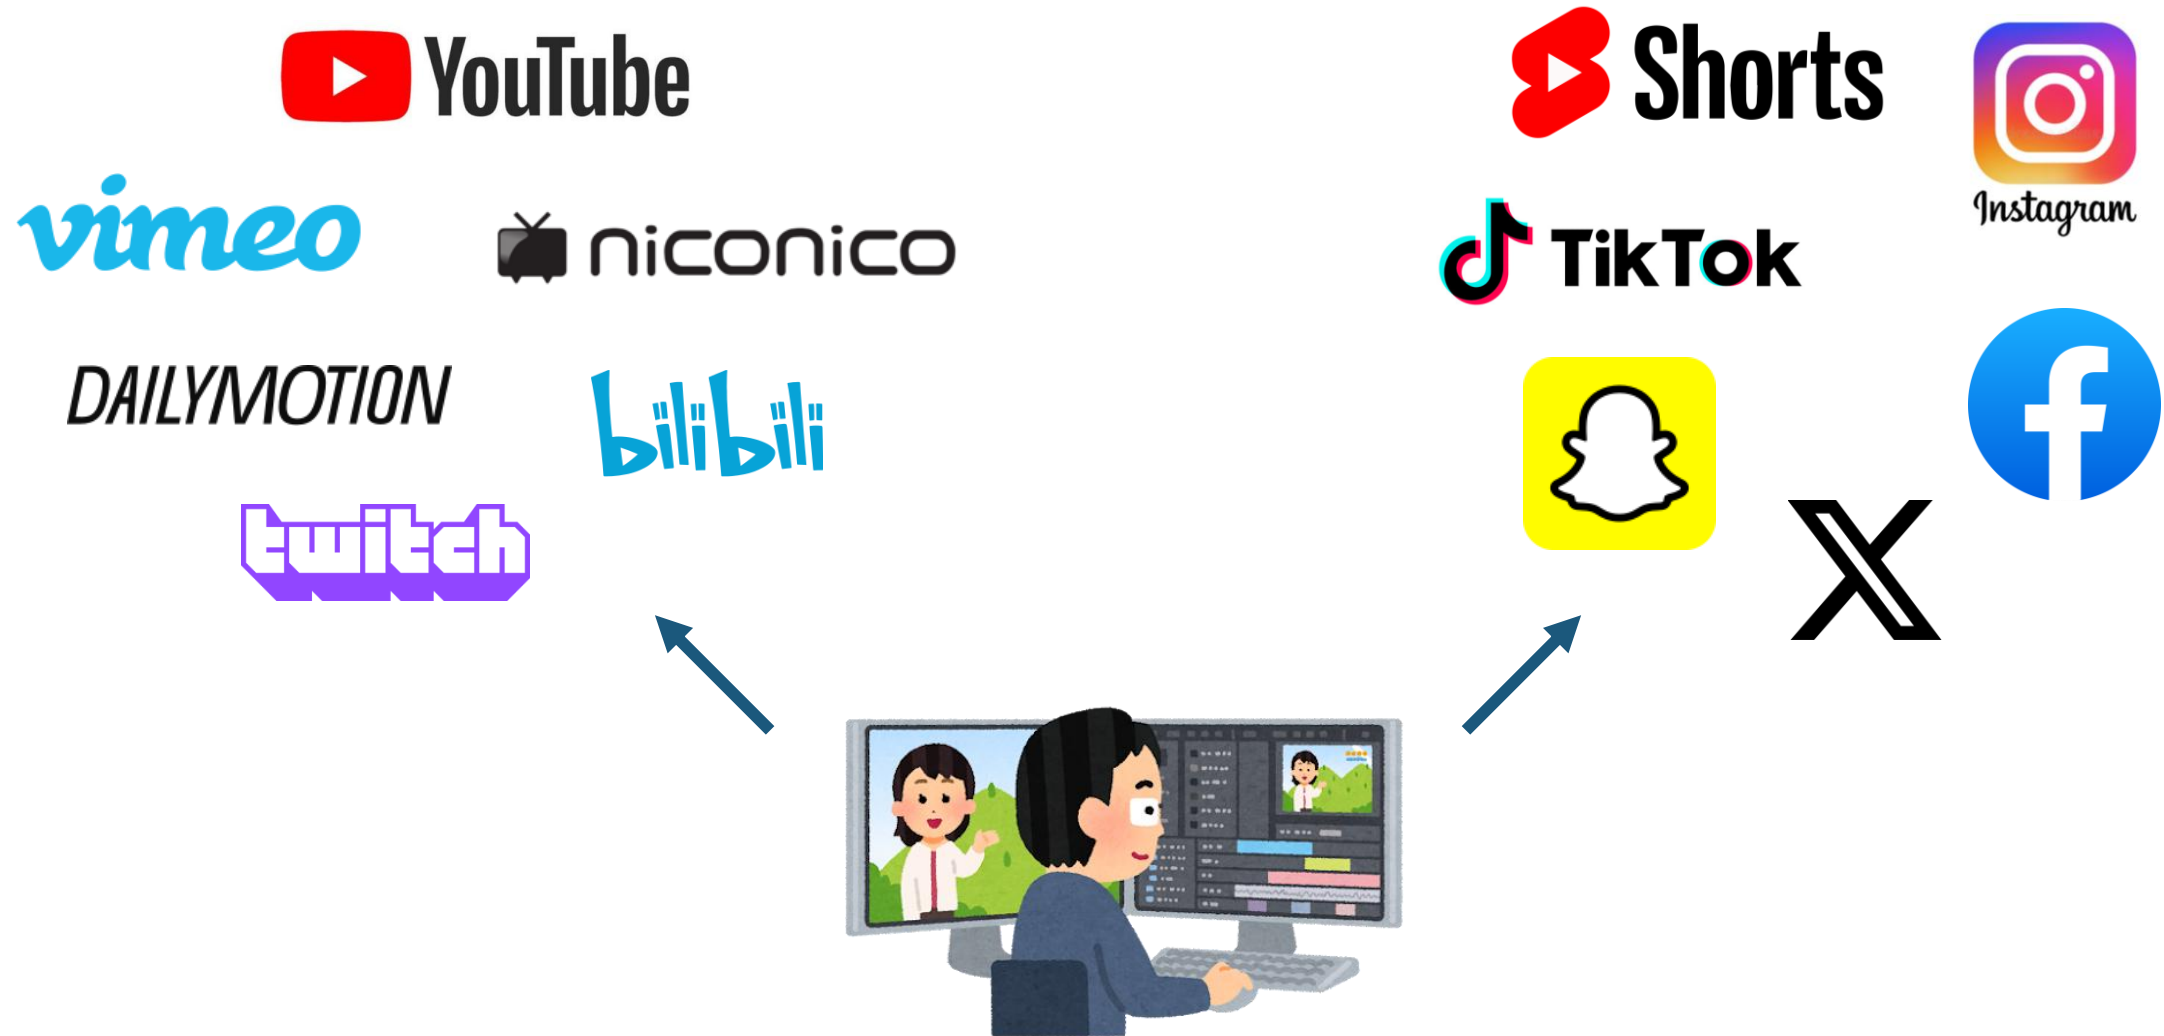 YouTube
vimeo
niconico
DAILYMOTION
bilibili
twitch
Shorts
Instagram
TikTok